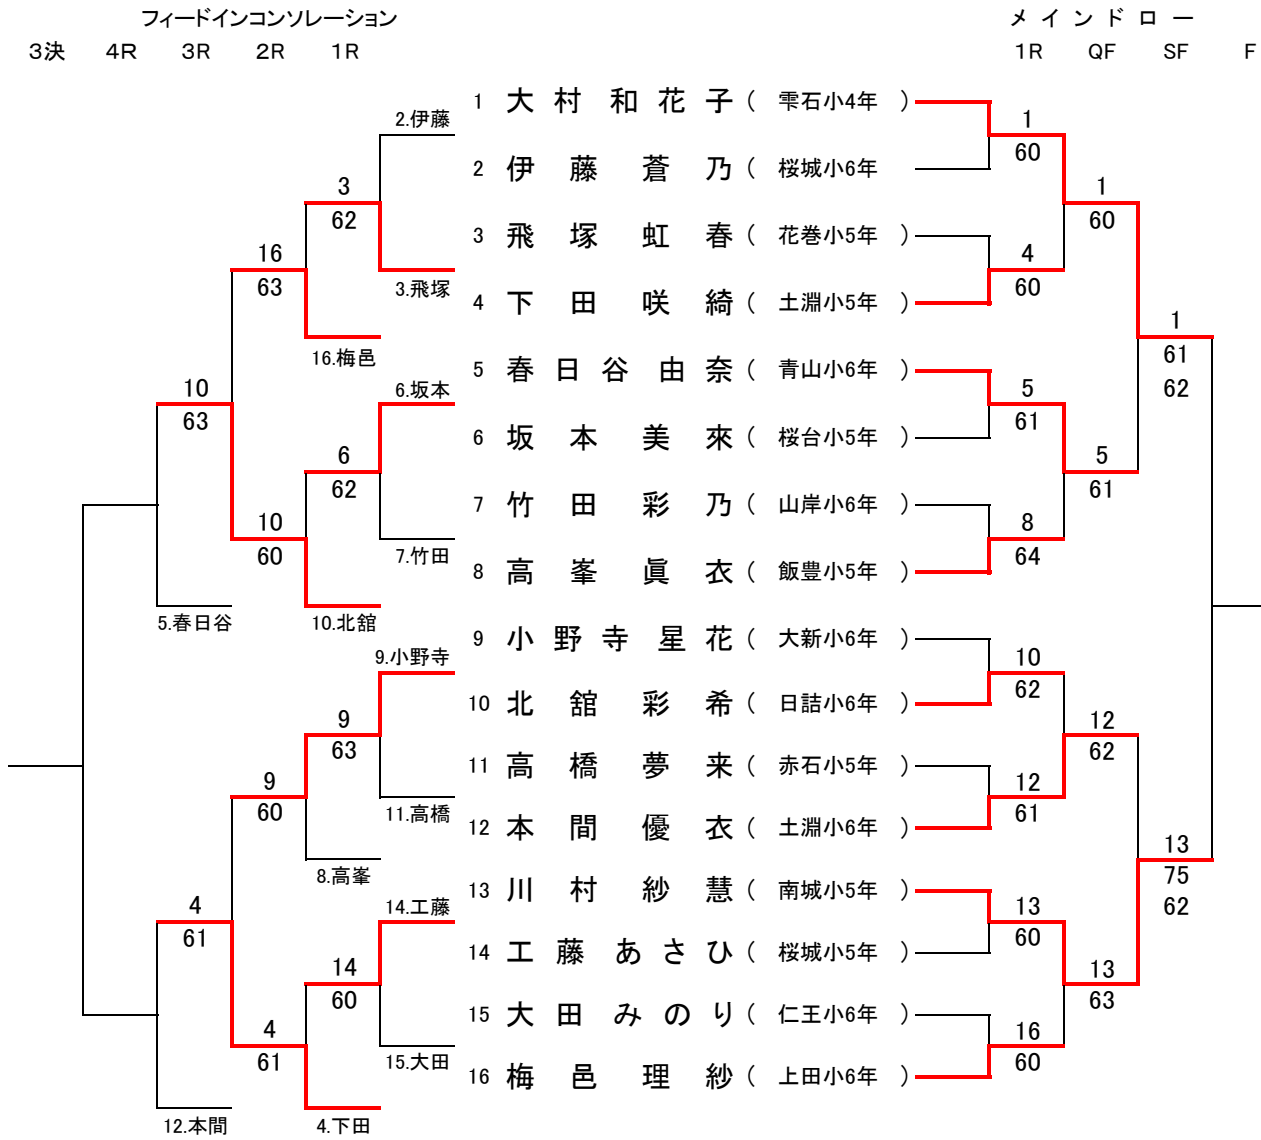 フィードインコンソレーション メインドロー
3決 4R 3R 2R 1R 1R QF SF F
1 大村和花子 ( 雫石小4年 )
2.伊藤 1
60
2 伊藤蒼乃 ( 桜城小6年
3 1
62 60
3 飛塚虹春 ( 花巻小5年 )
16 4
63 3.飛塚 60
4 下田咲綺 ( 土淵小5年 )
1
16.梅邑 61
5 春日谷由奈 ( 青山小6年 )
10 6.坂本 5 62
63 61
6 坂本美來 ( 桜台小5年 )
6 5
62 61
7 竹田彩乃 ( 山岸小6年 )
10 8
60 7.竹田 64
8 高峯眞衣 ( 飯豊小5年 )
5.春日谷 10.北舘
9 小野寺星花 ( 大新小6年 )
9.小野寺 10
62
10 北舘彩希 ( 日詰小6年 )
9 12
63 62
11 高橋夢来 ( 赤石小5年 )
9 12
60 11.高橋 61
12 本間優衣 ( 土淵小6年 )
13
8.高峯 75
13 川村紗慧 ( 南城小5年 )
4 14.工藤 13 62
61 60
14 工藤あさひ ( 桜城小5年 )
14 13
60 63
15 大田みのり ( 仁王小6年 )
4 16
61 15.大田 60
16 梅邑理紗 ( 上田小6年 )
12.本間 4.下田